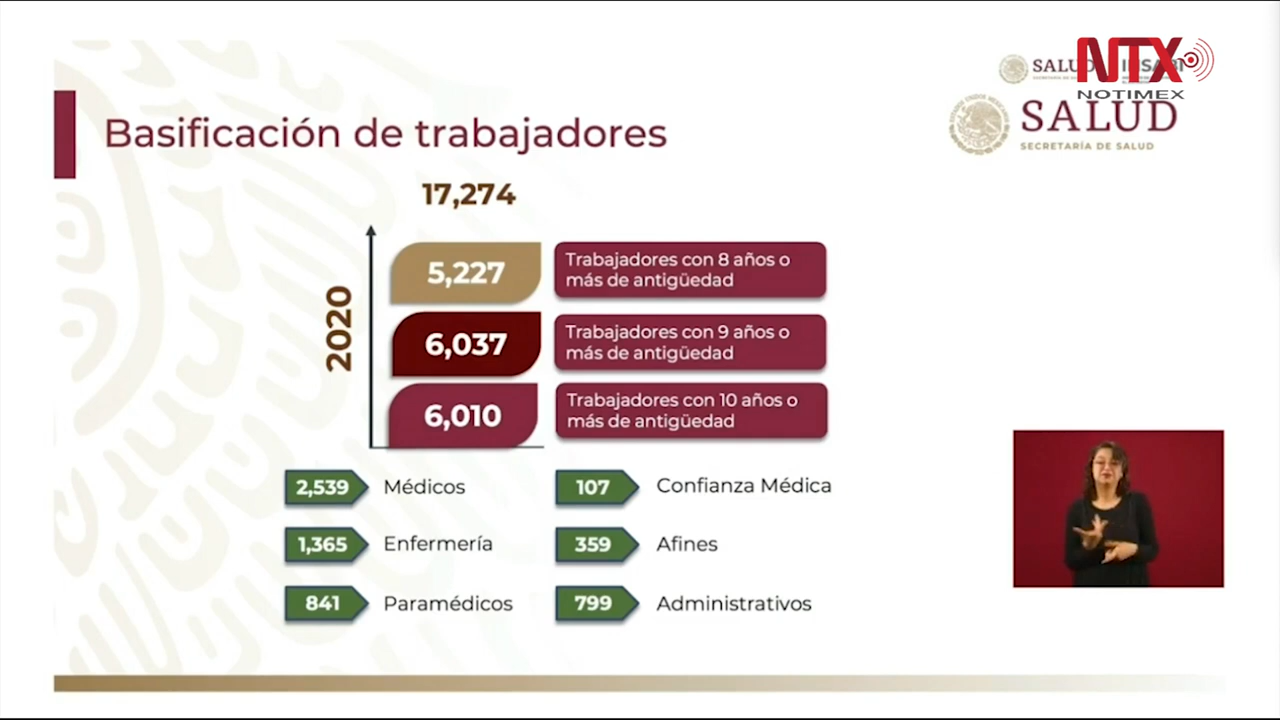 NTX
NOTIMEX
SALUD
SALUD
SECRETARÍA DE SALUD
Basificación de trabajadores
17,274
2020
5,227
Trabajadores con 8 años o
más de antigüedad
6,037
Trabajadores con 9 años o
más de antigüedad
6,010
Trabajadores con 10 años o
más de antigüedad
2,539 Médicos
107 Confianza Médica
1,365 Enfermería
359 Afines
841 Paramédicos
799 Administrativos